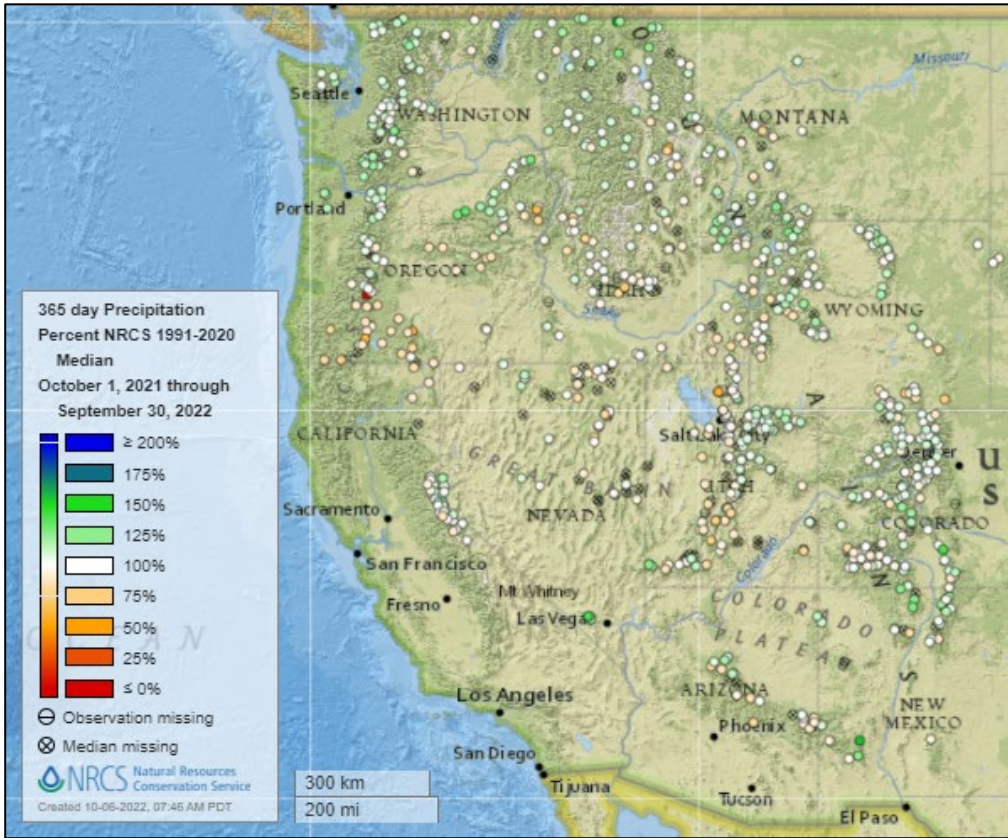 Seattle
WASHINGTON
Missouri
MONTANA
Portland
OREGON
WYOMING
CALIFORNIA
Salt Lake City
GREAT BASIN
NEVADA
UTAH
Denver
COLORADO
U
S
Sacramento
San Francisco
Fresno
Mt Whitney
Las Vegas
Colorado
COLORADO
PLATEAU
Los Angeles
ARIZONA
Phoenix
NEW
MEXICO
San Diego
Tijuana
Tucson
El Paso
365 day Precipitation
Percent NRCS 1991-2020
Median
October 1, 2021 through
September 30, 2022
≥ 200%
175%
150%
125%
100%
75%
50%
25%
≤ 0%
Observation missing
Median missing
NRCS Natural Resources
Conservation Service
Created 10-06-2022, 07:46 AM PDT
300 km
200 mi